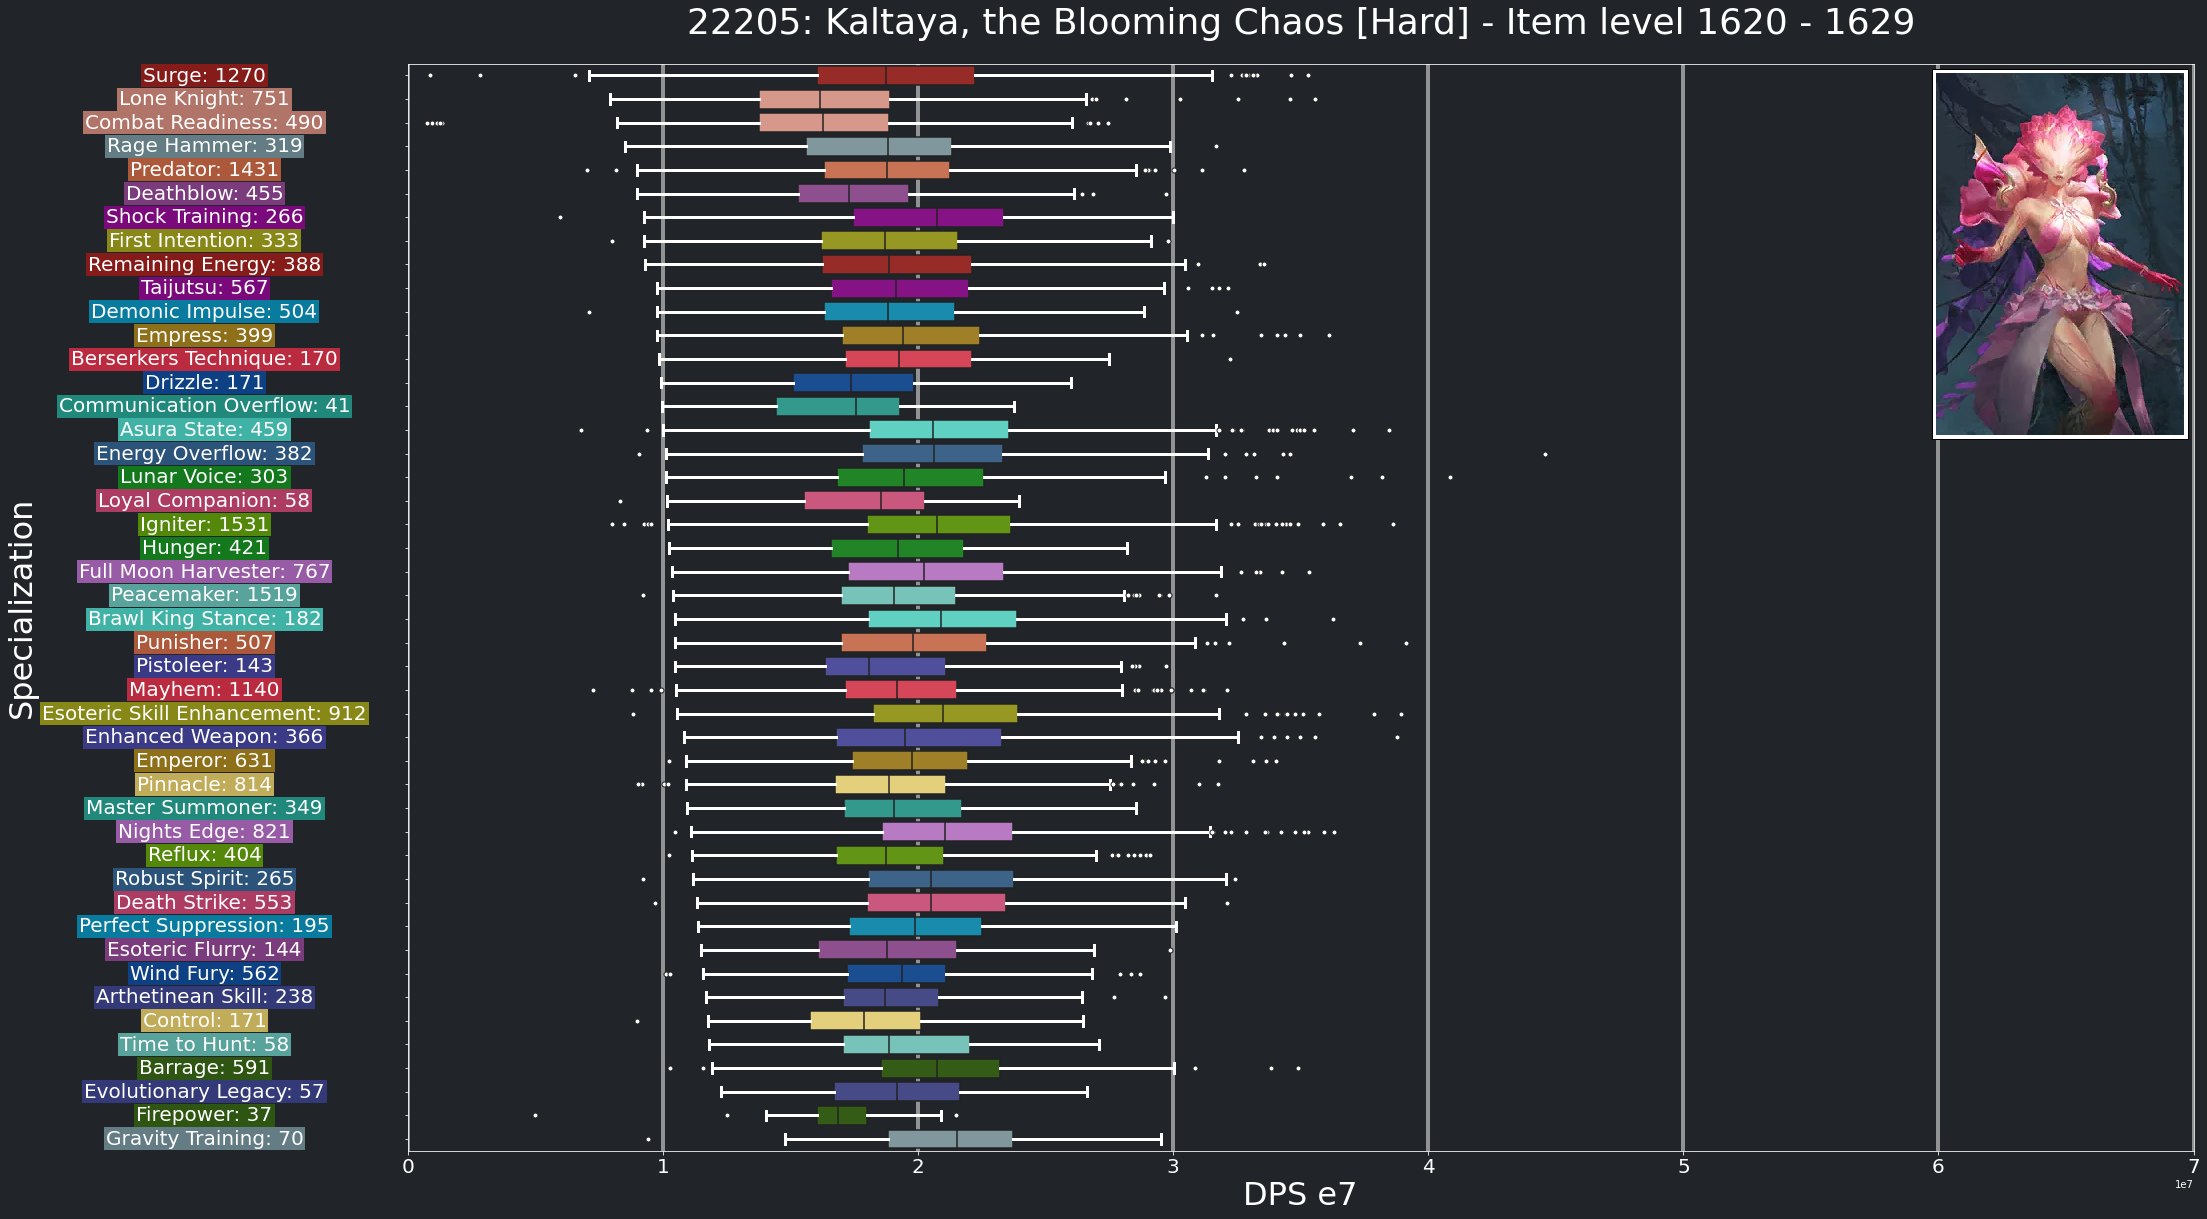 22205: Kaltaya, the Blooming Chaos [Hard] - Item level 1620 - 1629
Specialization
Surge: 1270
Lone Knight: 751
Combat Readiness: 490
Rage Hammer: 319
Predator: 1431
Deathblow: 455
Shock Training: 266
First Intention: 333
Remaining Energy: 388
Taijutsu: 567
Demonic Impulse: 504
Empress: 399
Berserkers Technique: 170
Drizzle: 171
Communication Overflow: 41
Asura State: 459
Energy Overflow: 382
Lunar Voice: 303
Loyal Companion: 58
Igniter: 1531
Hunger: 421
Full Moon Harvester: 767
Peacemaker: 1519
Brawl King Stance: 182
Punisher: 507
Pistoleer: 143
Mayhem: 1140
Esoteric Skill Enhancement: 912
Enhanced Weapon: 366
Emperor: 631
Pinnacle: 814
Master Summoner: 349
Nights Edge: 821
Reflux: 404
Robust Spirit: 265
Death Strike: 553
Perfect Suppression: 195
Esoteric Flurry: 144
Wind Fury: 562
Arthetinean Skill: 238
Control: 171
Time to Hunt: 58
Barrage: 591
Evolutionary Legacy: 57
Firepower: 37
Gravity Training: 70
0 1 2 3 4 5 6 7
DPS e7
1e7